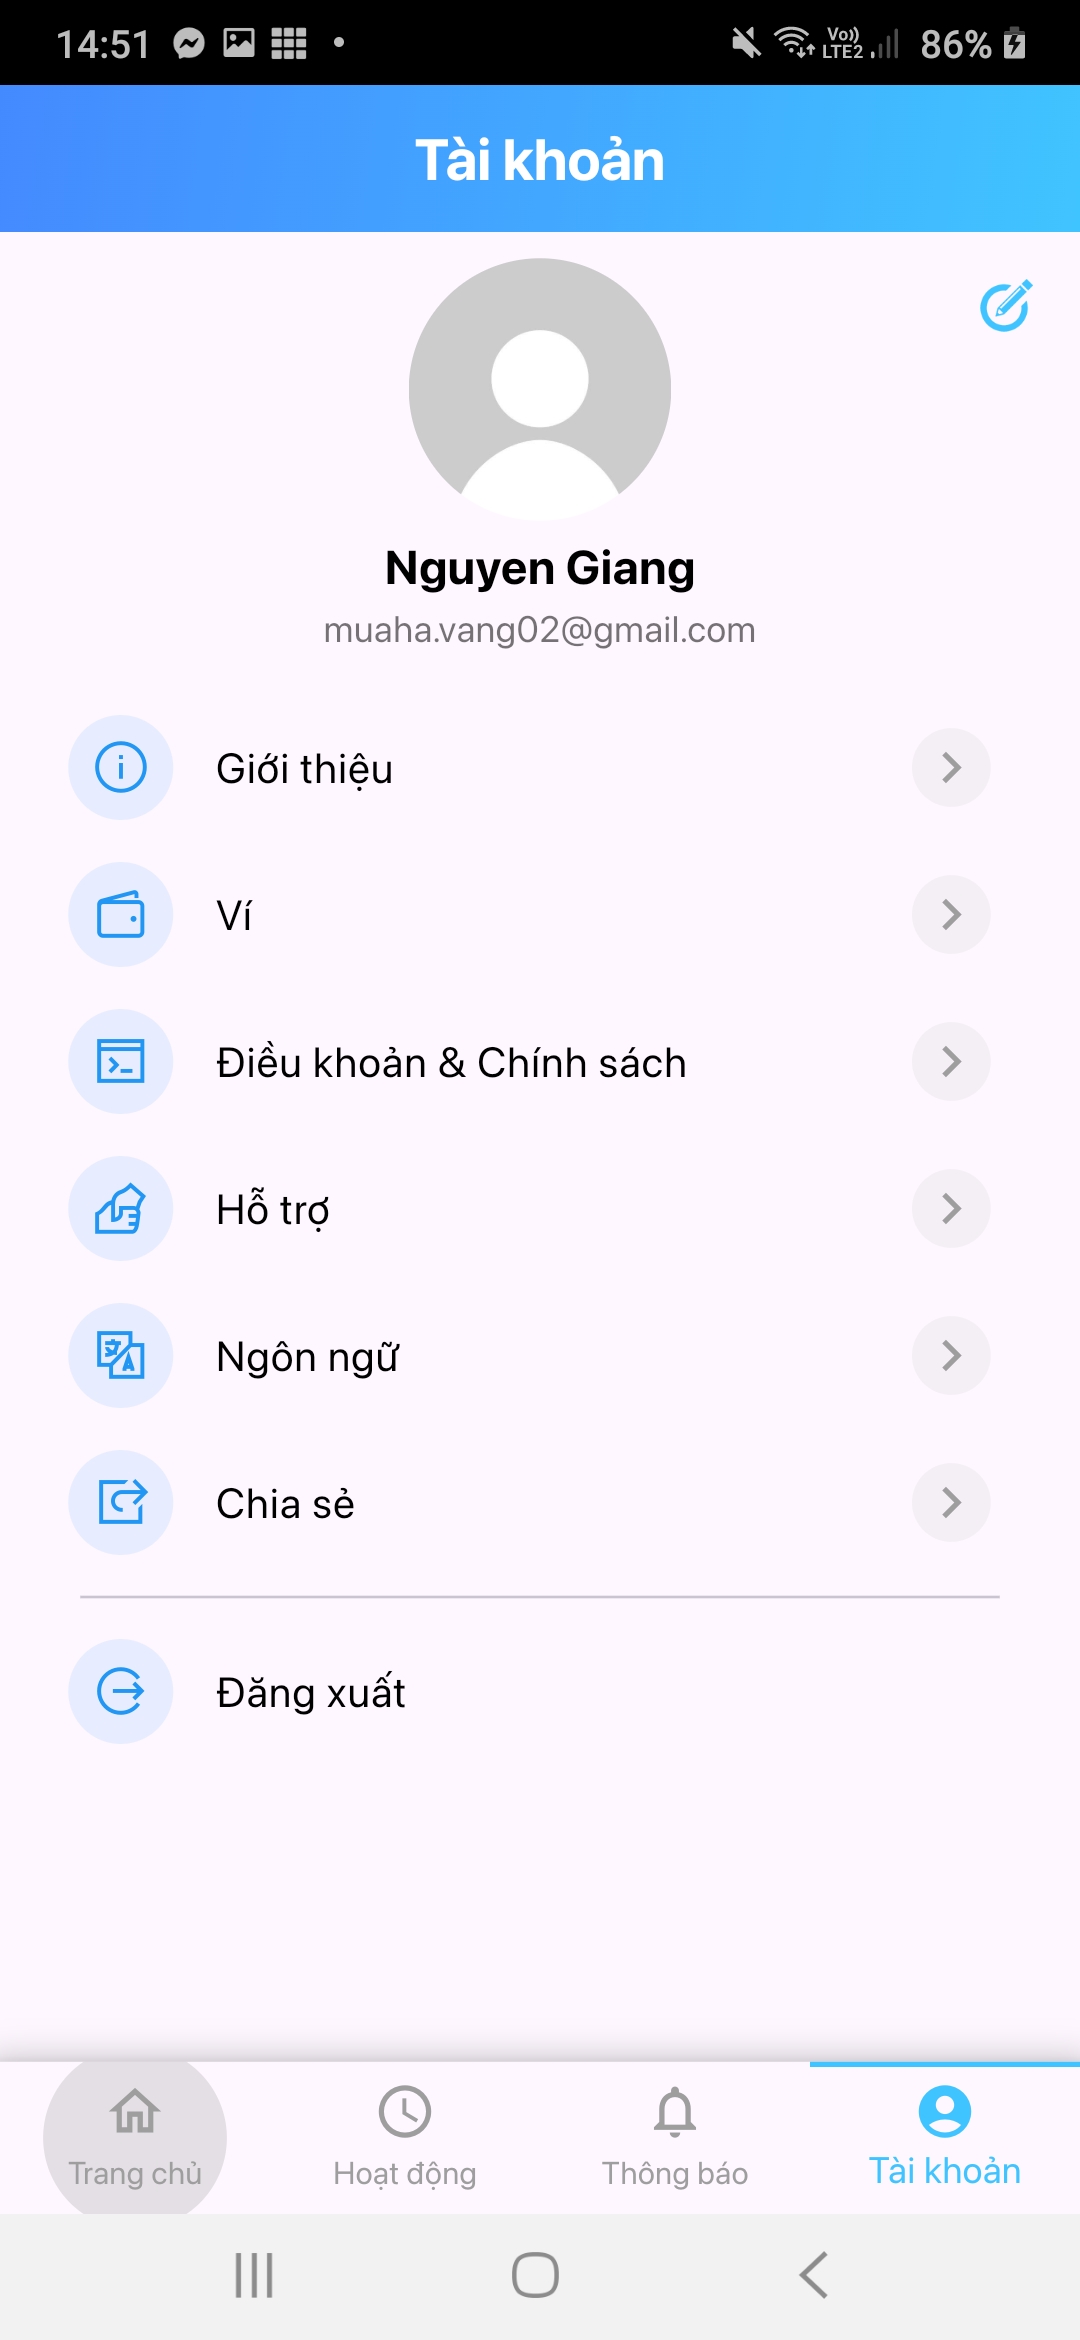 14:51
Vo)) LTE2 86%
Tài khoản
Nguyen Giang
muaha.vang02@gmail.com
Giới thiệu
Ví
Điều khoản & Chính sách
Hỗ trợ
Ngôn ngữ
Chia sẻ
Đăng xuất
Trang chủ
Hoạt động
Thông báo
Tài khoản